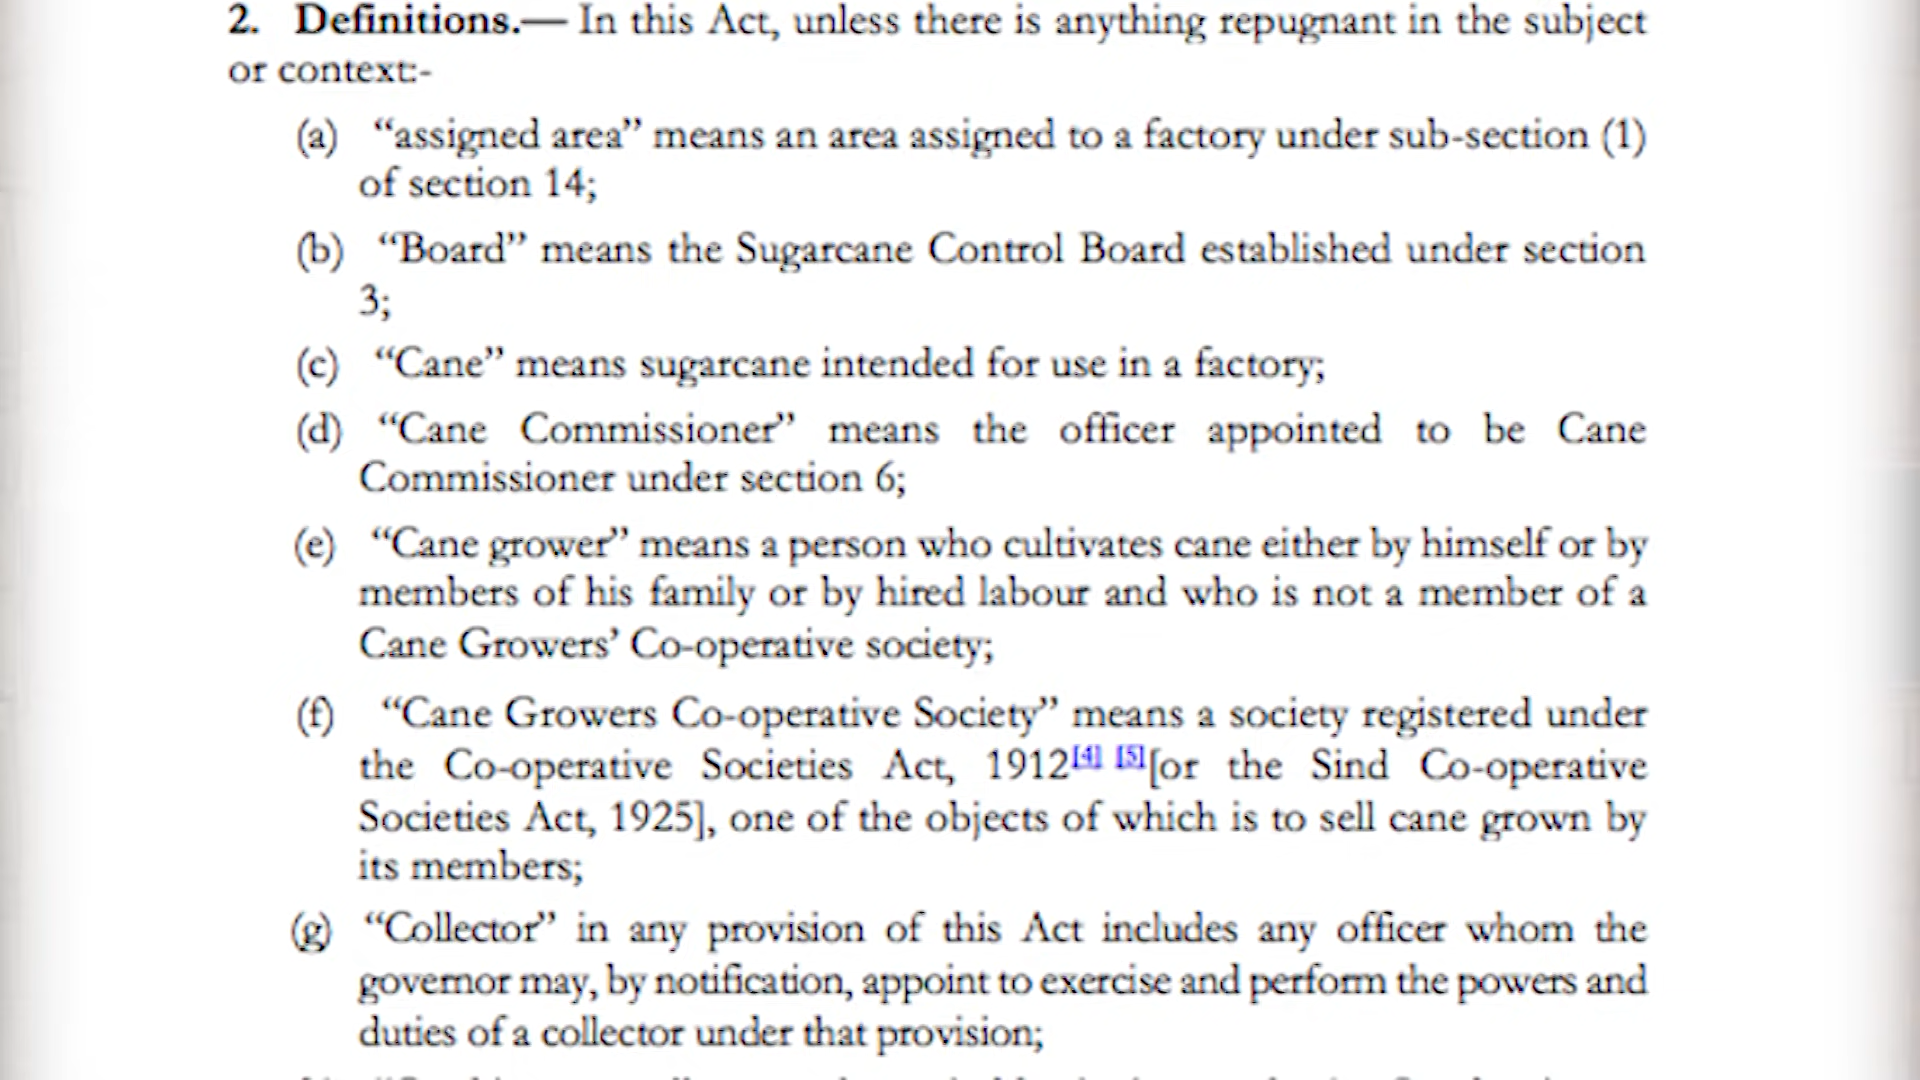 2. Definitions.— In this Act, unless there is anything repugnant in the subject
or context:-
(a) “assigned area” means an area assigned to a factory under sub-section (1)
of section 14;
(b) “Board” means the Sugarcane Control Board established under section
3;
(c) “Cane” means sugarcane intended for use in a factory;
(d) “Cane Commissioner” means the officer appointed to be Cane
Commissioner under section 6;
(e) “Cane grower” means a person who cultivates cane either by himself or by
members of his family or by hired labour and who is not a member of a
Cane Growers’ Co-operative society;
(f) “Cane Growers Co-operative Society” means a society registered under
the Co-operative Societies Act, 1912[4] [5][or the Sind Co-operative
Societies Act, 1925], one of the objects of which is to sell cane grown by
its members;
(g) “Collector” in any provision of this Act includes any officer whom the
governor may, by notification, appoint to exercise and perform the powers and
duties of a collector under that provision;